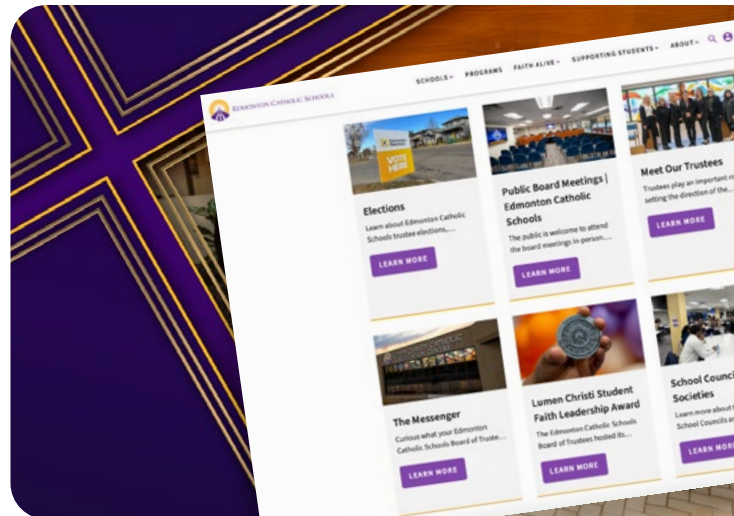 EDMONTON CATHOLIC SCHOOLS
SCHOOLS
PROGRAMS
FAITH ALIVE
SUPPORTING STUDENTS
ABOUT
VOTE
HERE
Elections
Learn about Edmonton Catholic
Schools trustee elections,...
LEARN MORE
Public Board Meetings |
Edmonton Catholic
Schools
The public is welcome to attend
the board meetings in-person....
LEARN MORE
Meet Our Trustees
Trustees play an important
setting the direction of the...
LEARN MORE
The Messenger
Curious what your Edmonton
Catholic Schools Board of Truste...
LEARN MORE
Lumen Christi Student
Faith Leadership Award
The Edmonton Catholic Schools
Board of Trustees hosted its....
LEARN MORE
School
Societies
Learn more about
School Councils
LEARN MORE